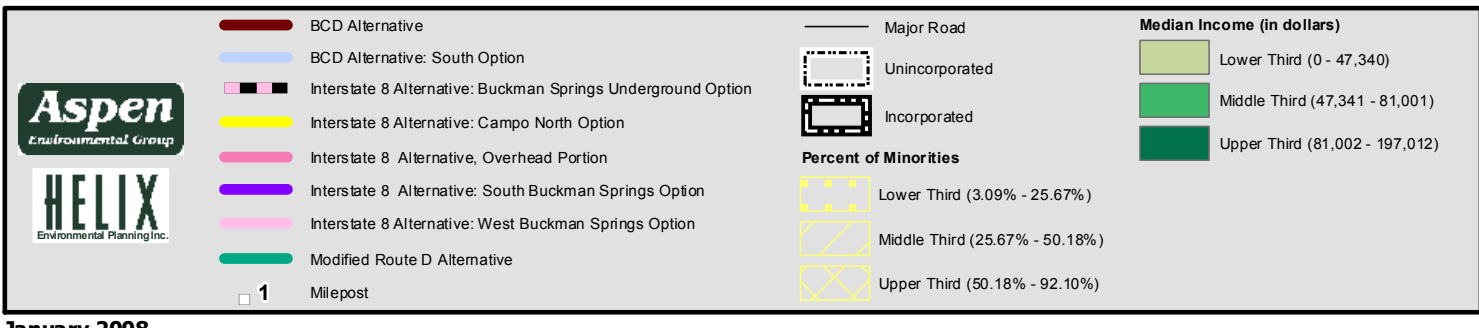 Aspen
Environmental Group
HELIX
Environmental Planning Inc.
BCD Alternative
BCD Alternative: South Option
Interstate 8 Alternative: Buckman Springs Underground Option
Interstate 8 Alternative: Campo North Option
Interstate 8 Alternative, Overhead Portion
Interstate 8 Alternative: South Buckman Springs Option
Interstate 8 Alternative: West Buckman Springs Option
Modified Route D Alternative
1 Milepost
Major Road
Unincorporated
Incorporated
Percent of Minorities
Lower Third (3.09% - 25.67%)
Middle Third (25.67% - 50.18%)
Upper Third (50.18% - 92.10%)
Median Income (in dollars)
Lower Third (0 - 47,340)
Middle Third (47,341 - 81,001)
Upper Third (81,002 - 197,012)
January 2008